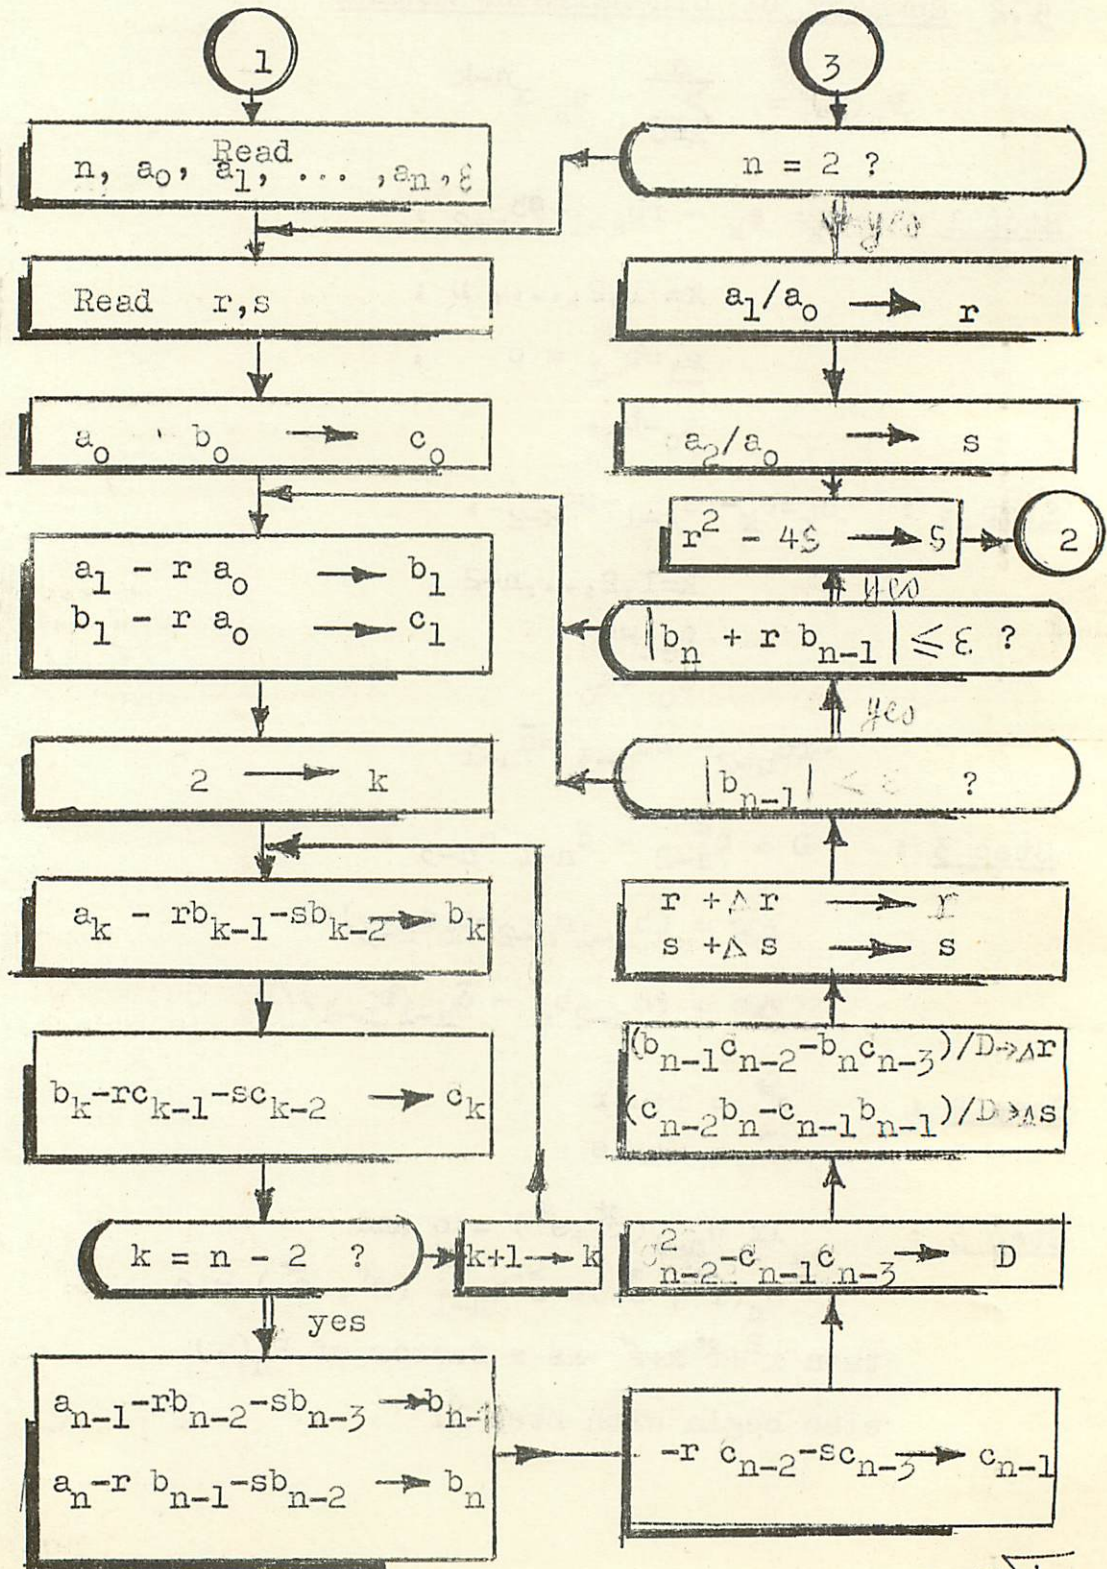 1
Read
n, a₀, a₁, ... ,aₙ,ε
Read r,s
a₀ b₀ → c₀
a₁ - r a₀ → b₁
b₁ - r a₀ → c₁
2 → k
aₖ - rbₖ₋₁-sbₖ₋₂ → bₖ
bₖ-rcₖ₋₁-scₖ₋₂ → cₖ
k = n - 2 ?
k+1 → k
yes
aₙ₋₁-rbₙ₋₂-sbₙ₋₃ → bₙ₋₁
aₙ-r bₙ₋₁-sbₙ₋₂ → bₙ
3
n = 2 ?
yes
a₁/a₀ → r
a₂/a₀ → s
r² - 4S → S
2
yes
|bₙ + r bₙ₋₁| ≤ ε ?
yes
|bₙ₋₁| < ε ?
r +Δ r → r
s +Δ s → s
(bₙ₋₁cₙ₋₂-bₙcₙ₋₃)/D→Δr
(cₙ₋₂bₙ-cₙ₋₁bₙ₋₁)/D→Δs
c²ₙ₋₂-cₙ₋₁cₙ₋₃ → D
-r cₙ₋₂-scₙ₋₃ → cₙ₋₁